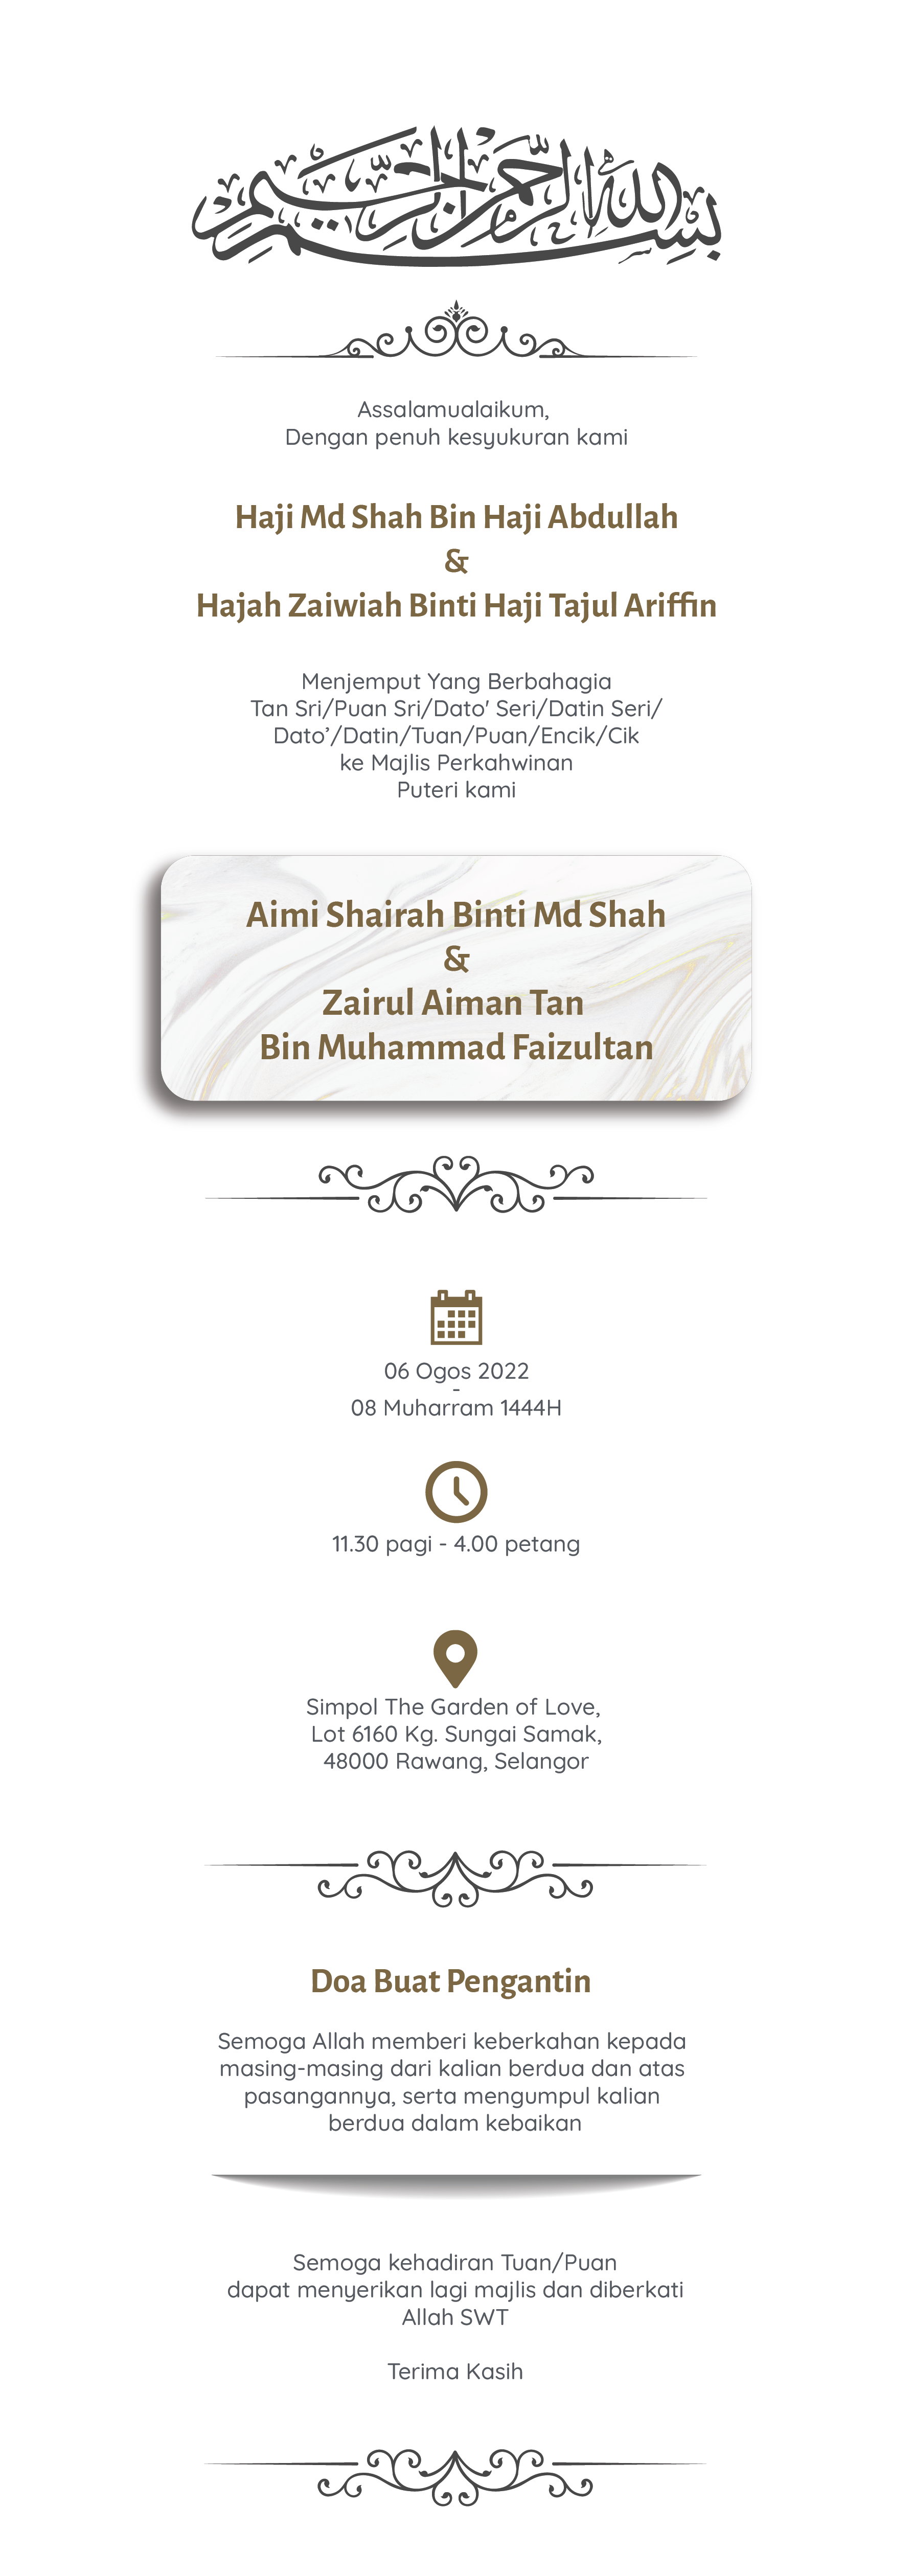 بسم الله الرحمن الرحيم
Assalamualaikum,
Dengan penuh kesyukuran kami
Haji Md Shah Bin Haji Abdullah
&
Hajah Zaiwiah Binti Haji Tajul Ariffin
Menjemput Yang Berbahagia
Tan Sri/Puan Sri/Dato' Seri/Datin Seri/
Dato’/Datin/Tuan/Puan/Encik/Cik
ke Majlis Perkahwinan
Puteri kami
Aimi Shairah Binti Md Shah
&
Zairul Aiman Tan
Bin Muhammad Faizultan
06 Ogos 2022
-
08 Muharram 1444H
11.30 pagi - 4.00 petang
Simpol The Garden of Love,
Lot 6160 Kg. Sungai Samak,
48000 Rawang, Selangor
Doa Buat Pengantin
Semoga Allah memberi keberkahan kepada
masing-masing dari kalian berdua dan atas
pasangannya, serta mengumpul kalian
berdua dalam kebaikan
Semoga kehadiran Tuan/Puan
dapat menyerikan lagi majlis dan diberkati
Allah SWT
Terima Kasih